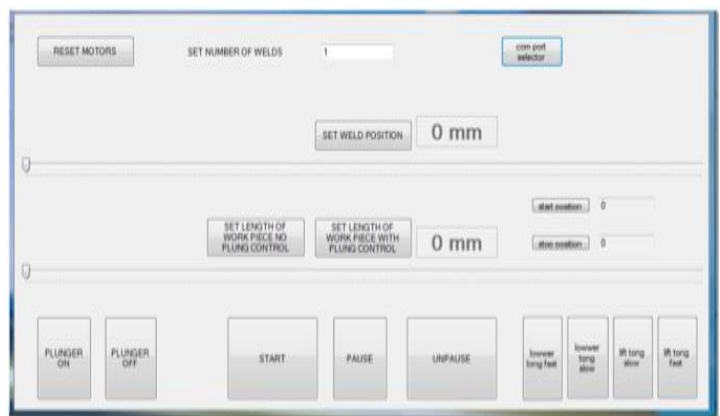 RESET MOTORS
SET NUMBER OF WELDS
1
com port
selector
SET WELD POSITION
0 mm
start position
0
SET LENGTH OF
WORK PIECE NO
PLUNG CONTROL
SET LENGTH OF
WORK PIECE WITH
PLUNG CONTROL
0 mm
stop position
0
PLUNGER
ON
PLUNGER
OFF
START
PAUSE
UNPAUSE
lowwer
tong fast
lowwer
tong
slow
lift tong
slow
lift tong
fast